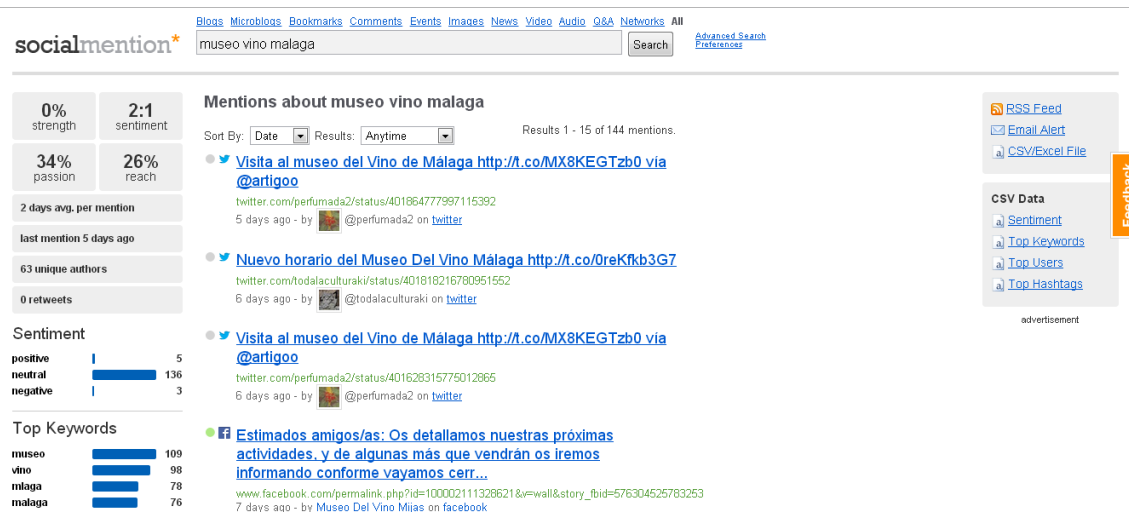 Blogs Microblogs Bookmarks Comments Events Images News Video Audio Q&A Networks All
socialmention*
museo vino malaga
Search
Advanced Search
Preferences
0%
strength
2:1
sentiment
34%
passion
26%
reach
2 days avg. per mention
last mention 5 days ago
63 unique authors
0 retweets
Sentiment
positive 5
neutral 136
negative 3
Top Keywords
museo 109
vino 98
mlaga 78
malaga 76
Mentions about museo vino malaga
Sort By: Date Results: Anytime Results 1 - 15 of 144 mentions.
Visita al museo del Vino de Málaga http://t.co/MX8KEGTzb0 vía
@artigoo
twitter.com/perfumada2/status/401864777997115392
5 days ago - by @perfumada2 on twitter
Nuevo horario del Museo Del Vino Málaga http://t.co/0reKfkb3G7
twitter.com/todalaculturaki/status/401818216780951552
6 days ago - by @todalaculturaki on twitter
Visita al museo del Vino de Málaga http://t.co/MX8KEGTzb0 vía
@artigoo
twitter.com/perfumada2/status/401628315775012865
6 days ago - by @perfumada2 on twitter
Estimados amigos/as: Os detallamos nuestras próximas
actividades, y de algunas más que vendrán os iremos
informando conforme vayamos cerr...
www.facebook.com/permalink.php?id=100002111328621&v=wall&story_fbid=576304525783253
7 days ago - by Museo Del Vino Mijas on facebook
RSS Feed
Email Alert
CSV/Excel File
CSV Data
Sentiment
Top Keywords
Top Users
Top Hashtags
advertisement
Feedback